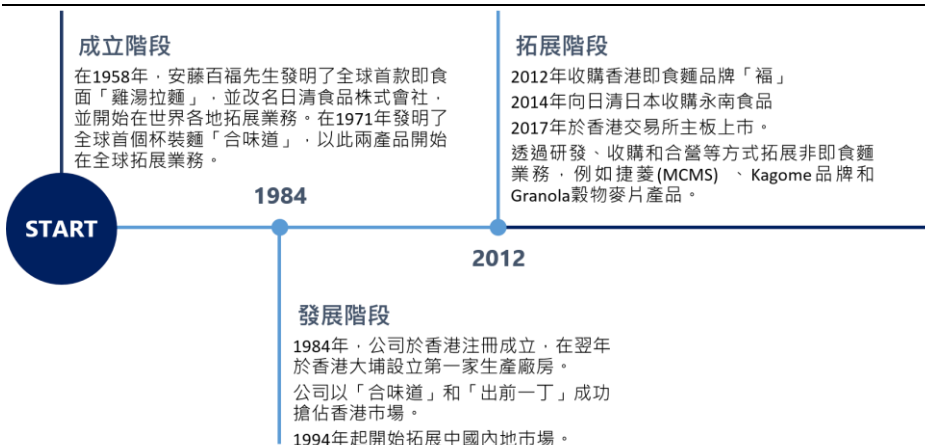 成立階段
在1958年，安藤百福先生發明了全球首款即食
面「雞湯拉麵」，並改名日清食品株式會社，
並開始在世界各地拓展業務。在1971年發明了
全球首個杯裝麵「合味道」，以此兩產品開始
在全球拓展業務。
拓展階段
2012年收購香港即食麵品牌「福」
2014年向日清日本收購永南食品
2017年於香港交易所主板上市。
透過研發、收購和合營等方式拓展非即食麵
業務，例如捷菱(MCMS) 、Kagome品牌和
Granola穀物麥片產品。
START
1984
2012
發展階段
1984年，公司於香港注冊成立，在翌年
於香港大埔設立第一家生產廠房。
公司以「合味道」和「出前一丁」成功
搶佔香港市場。
1994年起開始拓展中國內地市場。